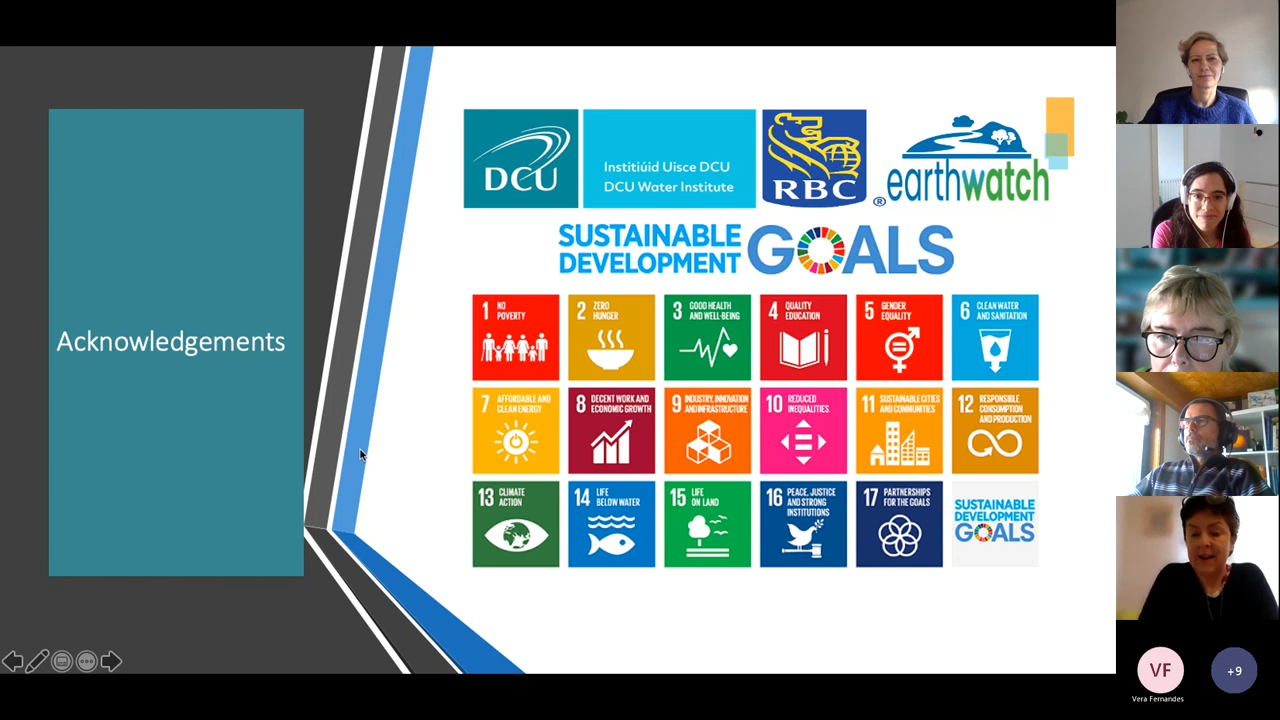 Acknowledgements
DCU
Institiúid Uisce DCU
DCU Water Institute
RBC
® earthwatch
SUSTAINABLE
DEVELOPMENT
GOALS
1 NO
POVERTY
2 ZERO
HUNGER
3 GOOD HEALTH
AND WELL-BEING
4 QUALITY
EDUCATION
5 GENDER
EQUALITY
6 CLEAN WATER
AND SANITATION
7 AFFORDABLE AND
CLEAN ENERGY
8 DECENT WORK AND
ECONOMIC GROWTH
9 INDUSTRY, INNOVATION
AND INFRASTRUCTURE
10 REDUCED
INEQUALITIES
11 SUSTAINABLE CITIES
AND COMMUNITIES
12 RESPONSIBLE
CONSUMPTION
AND PRODUCTION
13 CLIMATE
ACTION
14 LIFE
BELOW WATER
15 LIFE
ON LAND
16 PEACE, JUSTICE
AND STRONG
INSTITUTIONS
17 PARTNERSHIPS
FOR THE GOALS
SUSTAINABLE
DEVELOPMENT
GOALS
VF
Vera Fernandes
+9